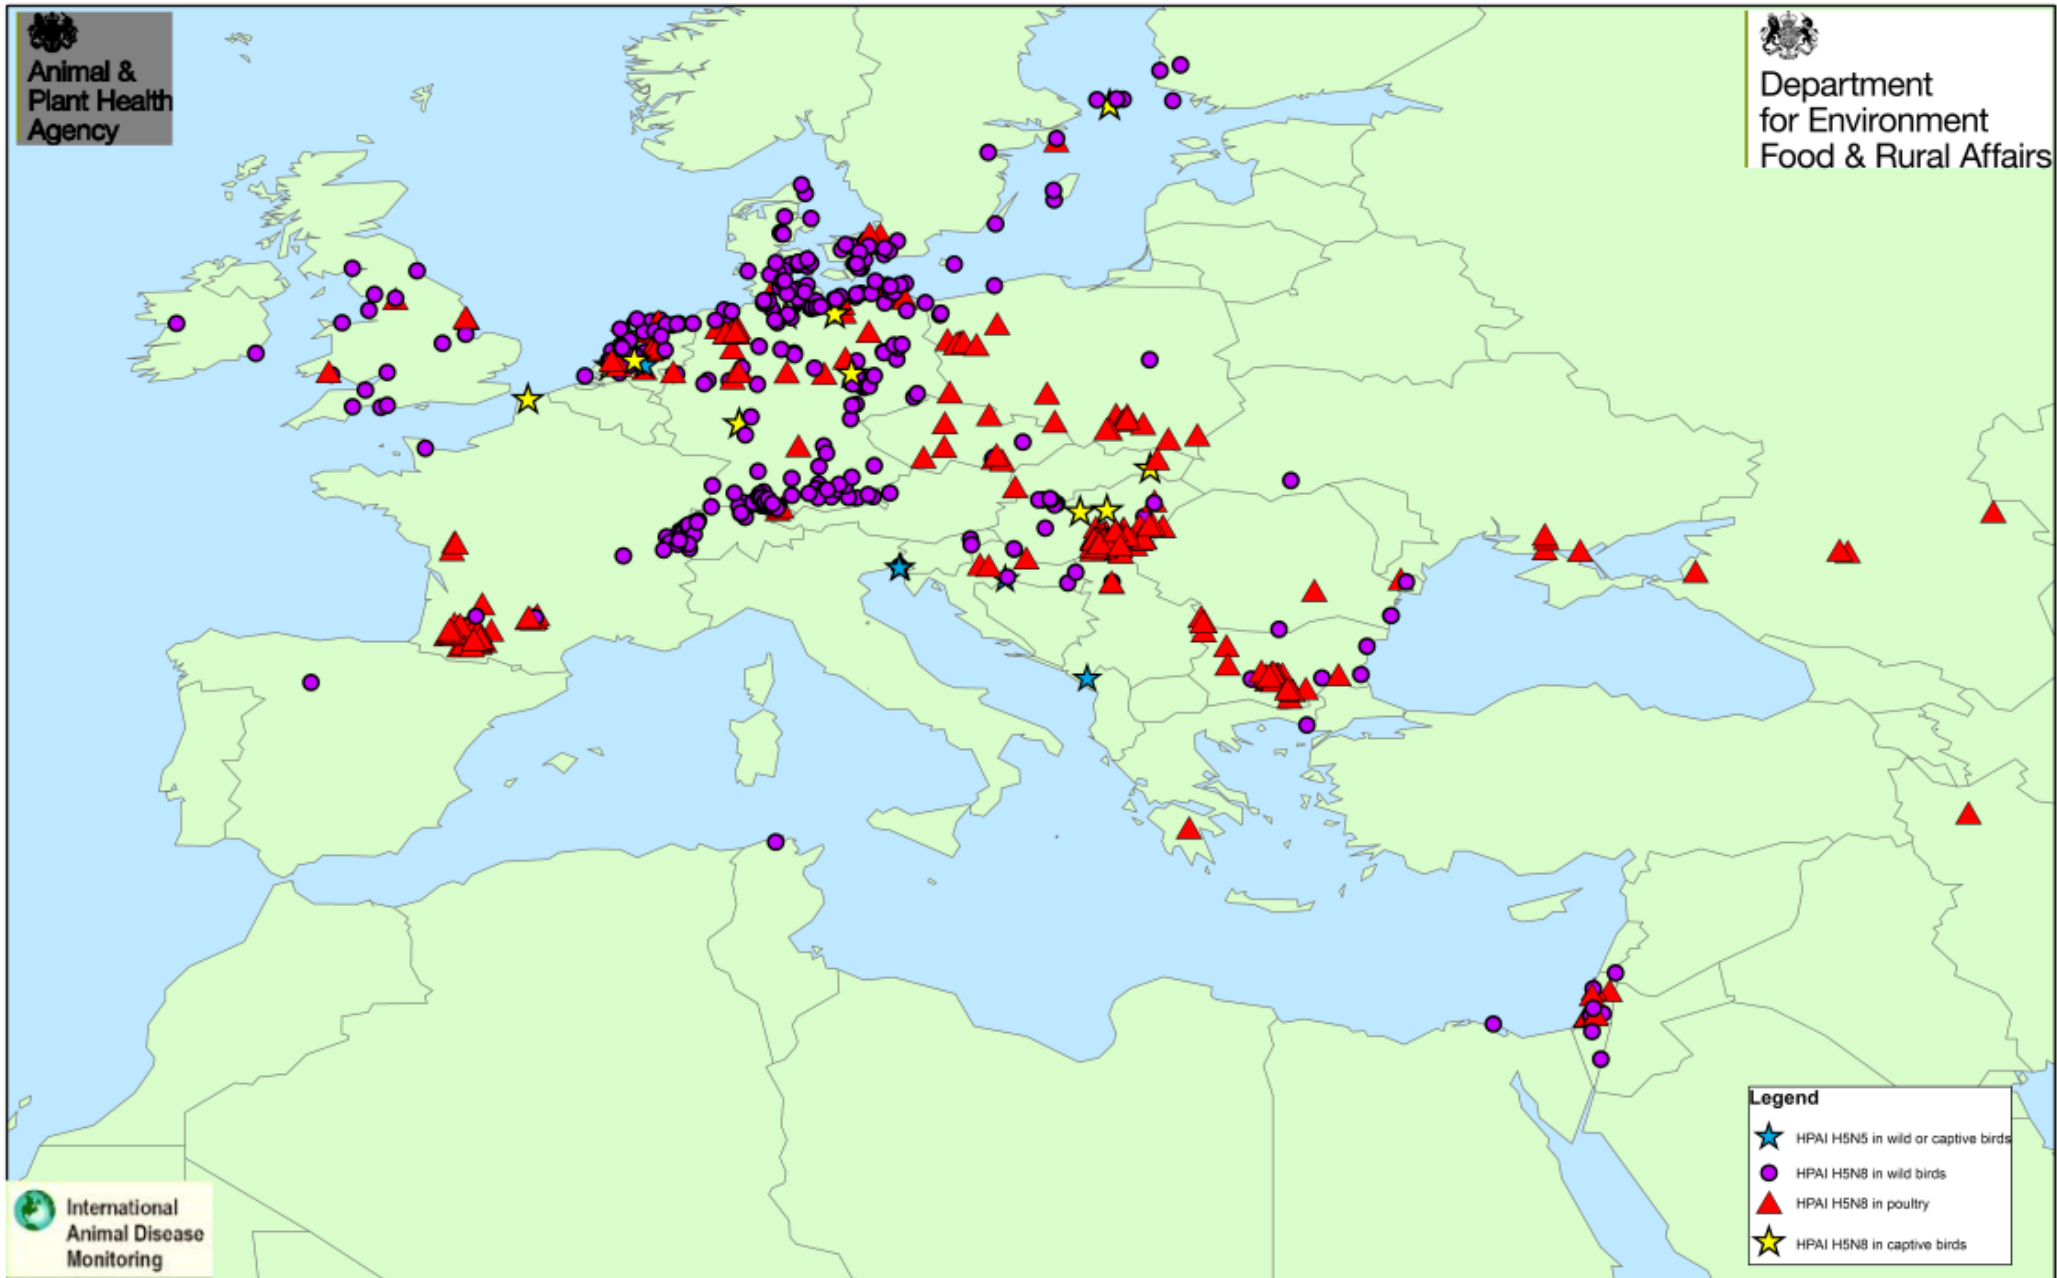 Animal &
Plant Health
Agency
Department
for Environment
Food & Rural Affairs
Legend
HPAI H5N5 in wild or captive birds
HPAI H5N8 in wild birds
HPAI H5N8 in poultry
HPAI H5N8 in captive birds
International
Animal Disease
Monitoring